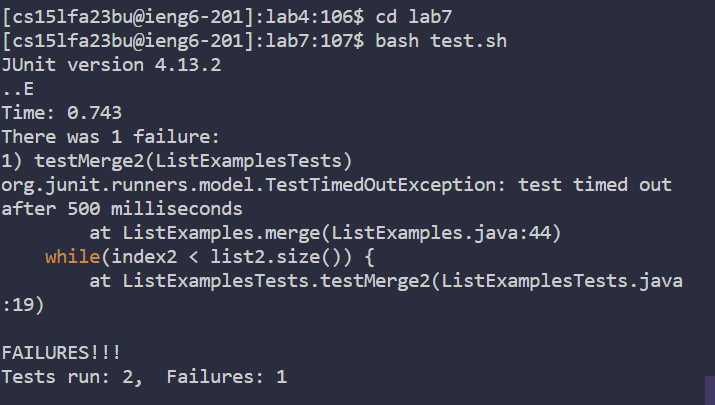 [cs15lfa23bu@ieng6-201]:lab4:106$ cd lab7
[cs15lfa23bu@ieng6-201]:lab7:107$ bash test.sh
JUnit version 4.13.2
..E
Time: 0.743
There was 1 failure:
1) testMerge2(ListExamplesTests)
org.junit.runners.model.TestTimedOutException: test timed out
after 500 milliseconds
        at ListExamples.merge(ListExamples.java:44)
    while(index2 < list2.size()) {
        at ListExamplesTests.testMerge2(ListExamplesTests.java
:19)

FAILURES!!!
Tests run: 2,  Failures: 1